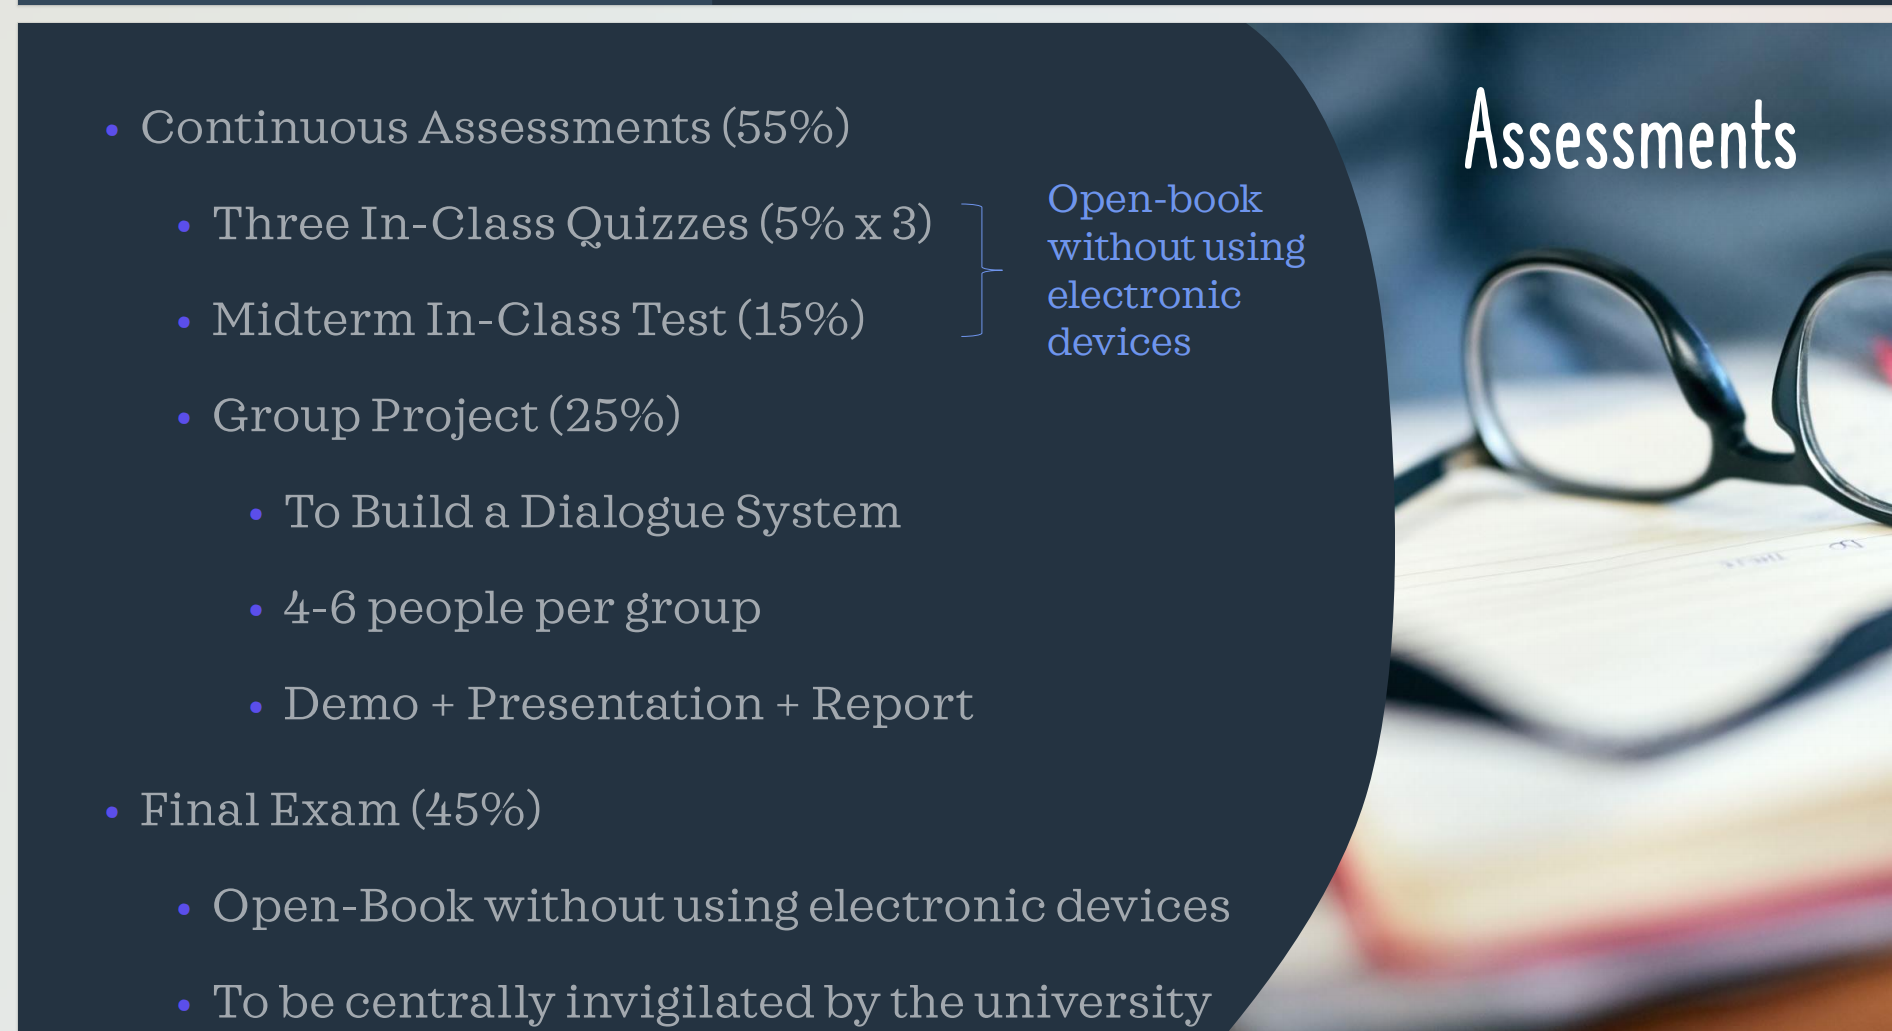 Assessments
• Continuous Assessments (55%)
• Three In-Class Quizzes (5% x 3)
• Midterm In-Class Test (15%)
Open-book
without using
electronic
devices
• Group Project (25%)
• To Build a Dialogue System
• 4-6 people per group
• Demo + Presentation + Report
• Final Exam (45%)
• Open-Book without using electronic devices
• To be centrally invigilated by the university